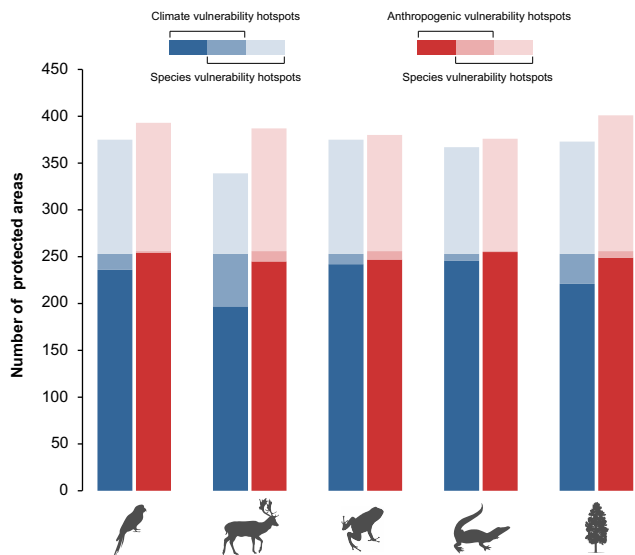 Climate vulnerability hotspots
Anthropogenic vulnerability hotspots
Species vulnerability hotspots
Species vulnerability hotspots
Number of protected areas
450
400
350
300
250
200
150
100
50
0